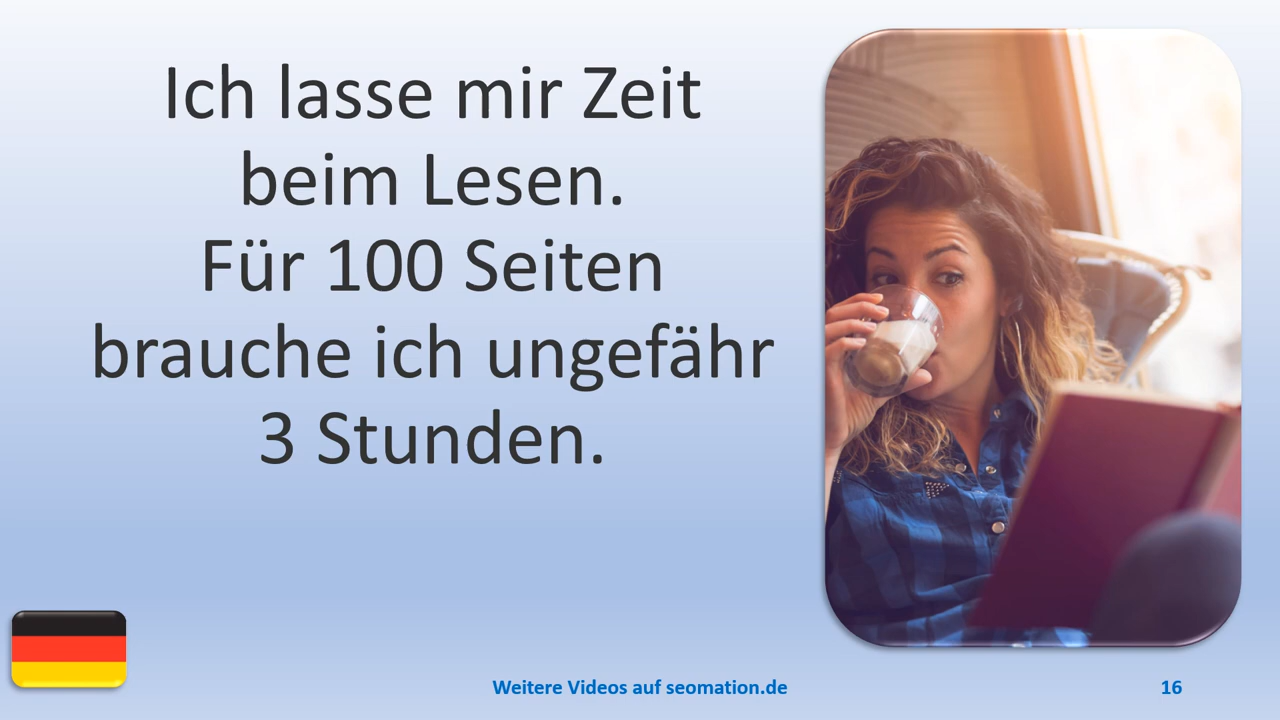 Ich lasse mir Zeit
beim Lesen.
Für 100 Seiten
brauche ich ungefähr
3 Stunden.
Weitere Videos auf seomation.de
16